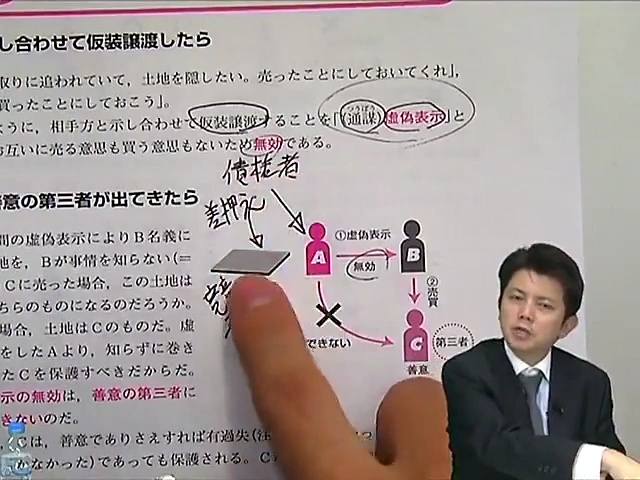 し合わせて仮装譲渡したら
取りに追われていて，土地を隠したい。売ったことにしておいてくれ」，
買ったことにしておこう」。
ように，相手方と示し合わせて仮装譲渡することを「(通謀)虚偽表示」と
つうぼう
お互いに売る意思も買う意思もないため無効である。
債権者
差押え
善意の第三者が出てきたら
間の虚偽表示によりB名義に
地を，Bが事情を知らない(＝
Cに売った場合，この土地は
ちらのものになるのだろうか。
場合，土地はCのものだ。虚
をしたAより，知らずに巻き
たCを保護すべきだからだ。
示の無効は，善意の第三者に
きないのだ。
Cは，善意でありさえすれば有過失(注
かなかった)であっても保護される。C
A
①虚偽表示
無効
B
②売買
C
第三者
善意
できない